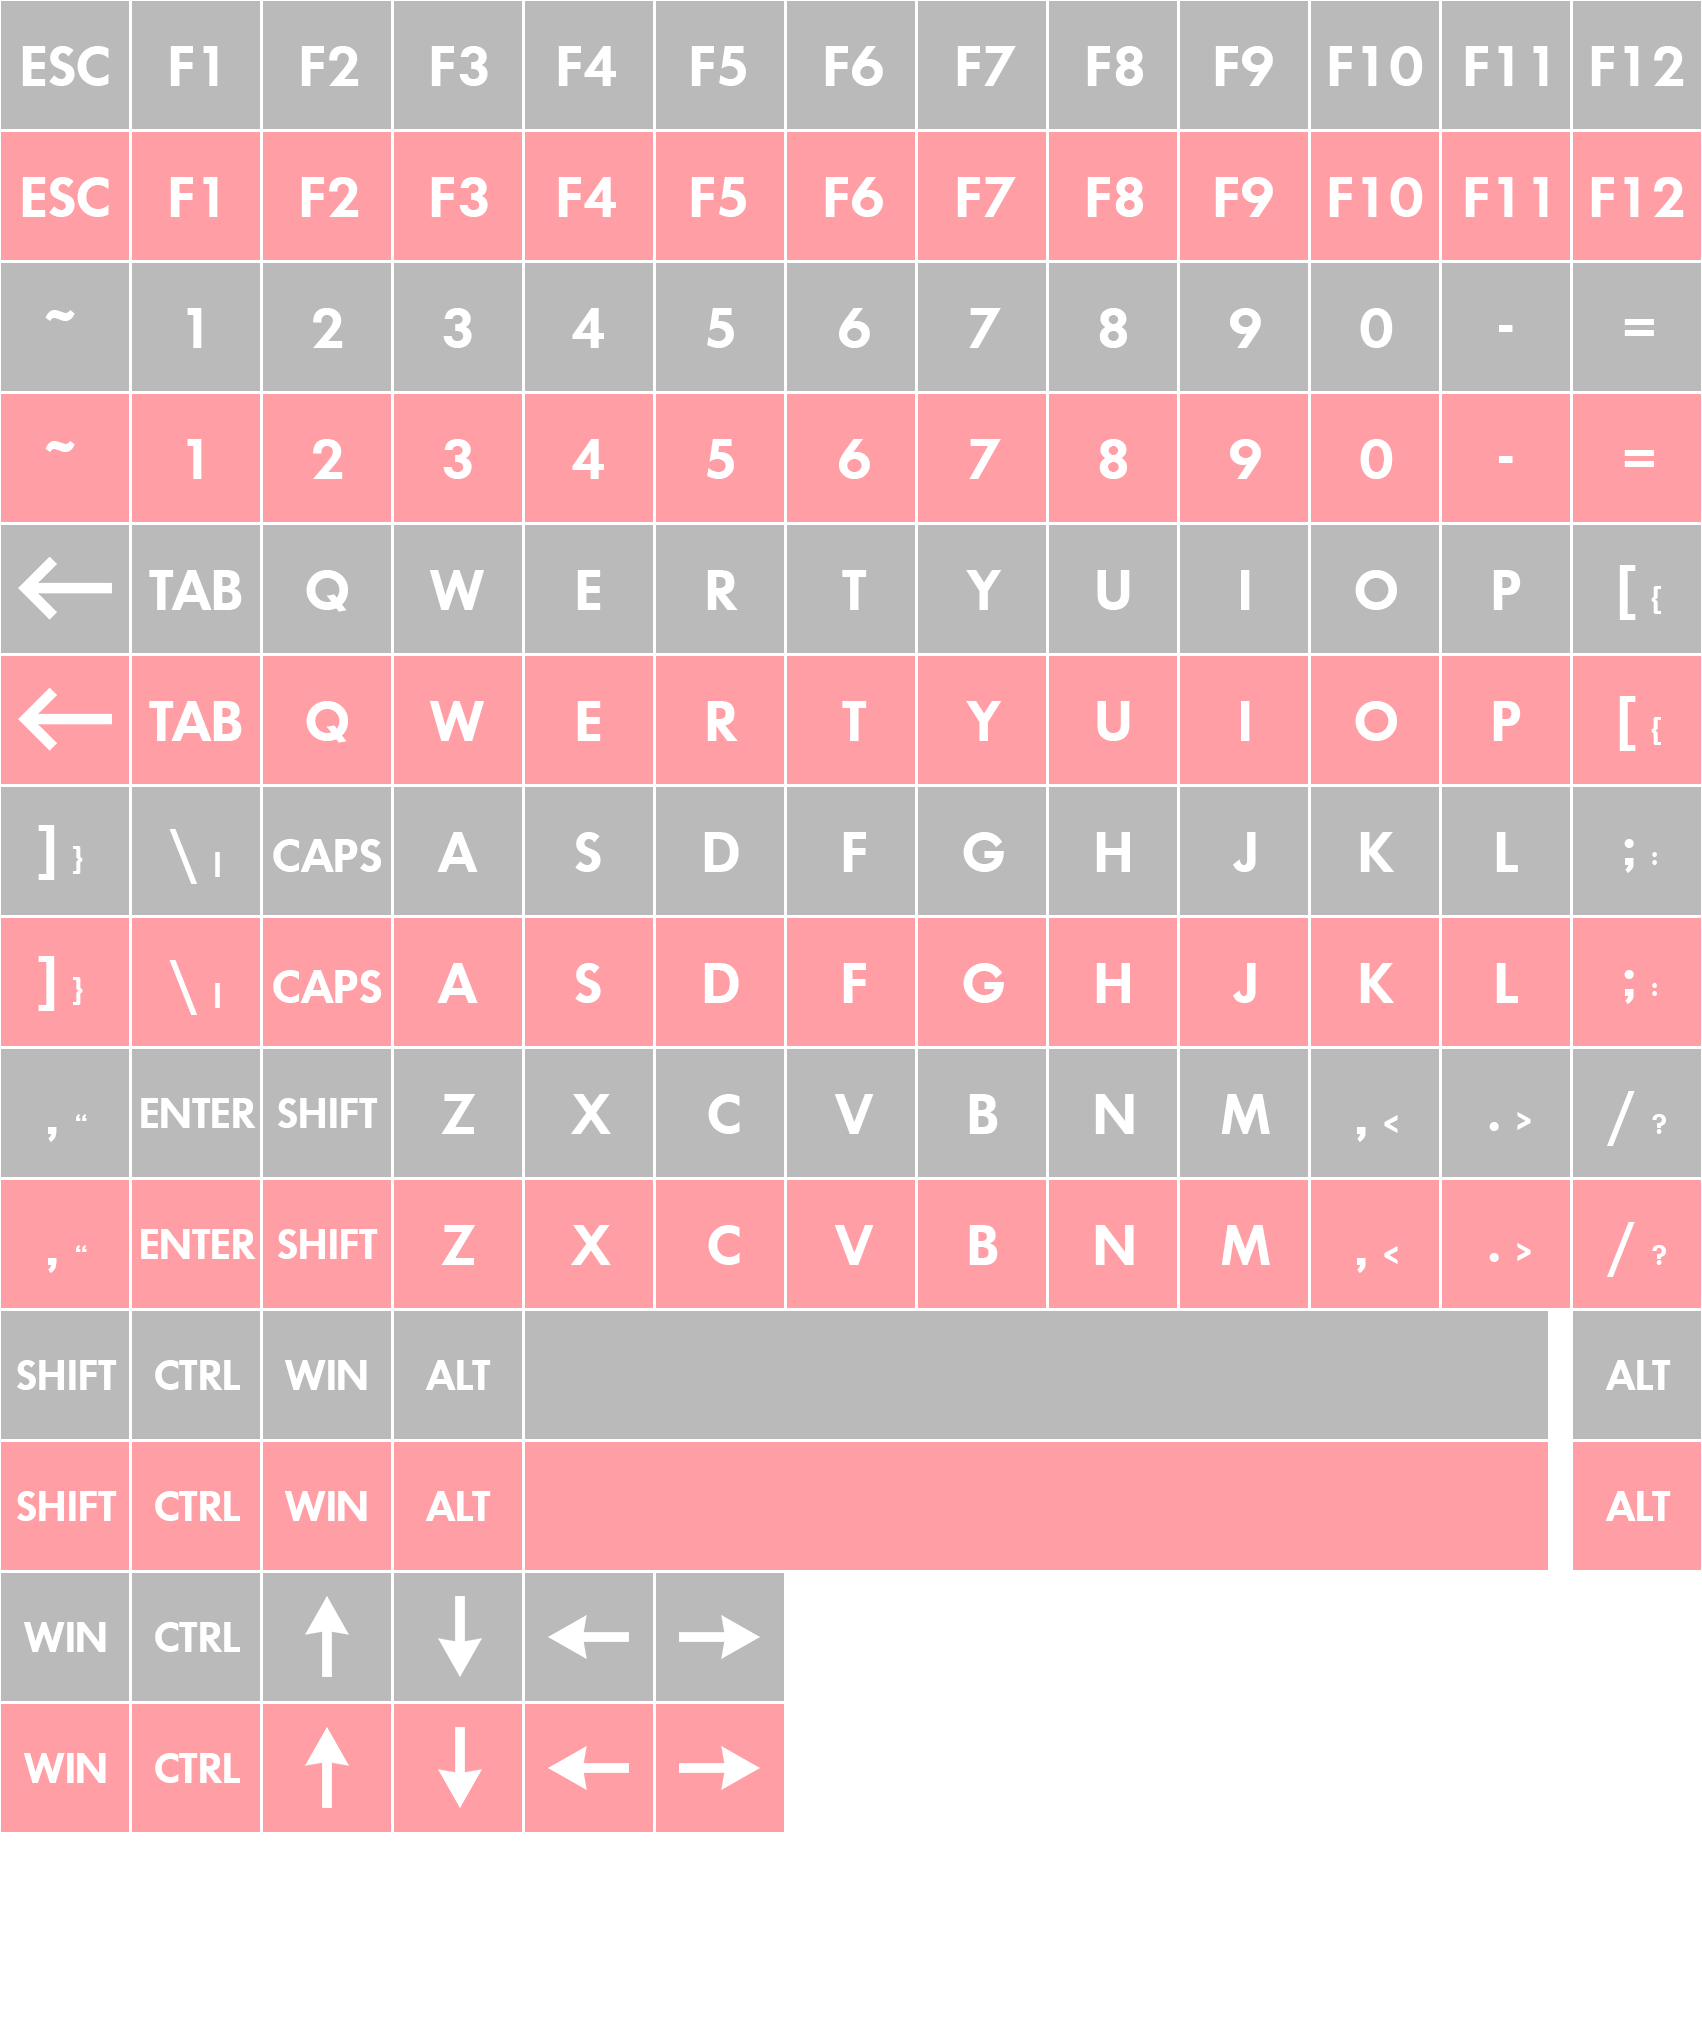 ESC F1 F2 F3 F4 F5 F6 F7 F8 F9 F10 F11 F12
ESC F1 F2 F3 F4 F5 F6 F7 F8 F9 F10 F11 F12
~ 1 2 3 4 5 6 7 8 9 0 - =
~ 1 2 3 4 5 6 7 8 9 0 - =
← TAB Q W E R T Y U I O P [ {
← TAB Q W E R T Y U I O P [ {
] } \ | CAPS A S D F G H J K L ; :
] } \ | CAPS A S D F G H J K L ; :
, “ ENTER SHIFT Z X C V B N M , < . > / ?
, “ ENTER SHIFT Z X C V B N M , < . > / ?
SHIFT CTRL WIN ALT ALT
SHIFT CTRL WIN ALT ALT
WIN CTRL ↑ ↓ ← →
WIN CTRL ↑ ↓ ← →